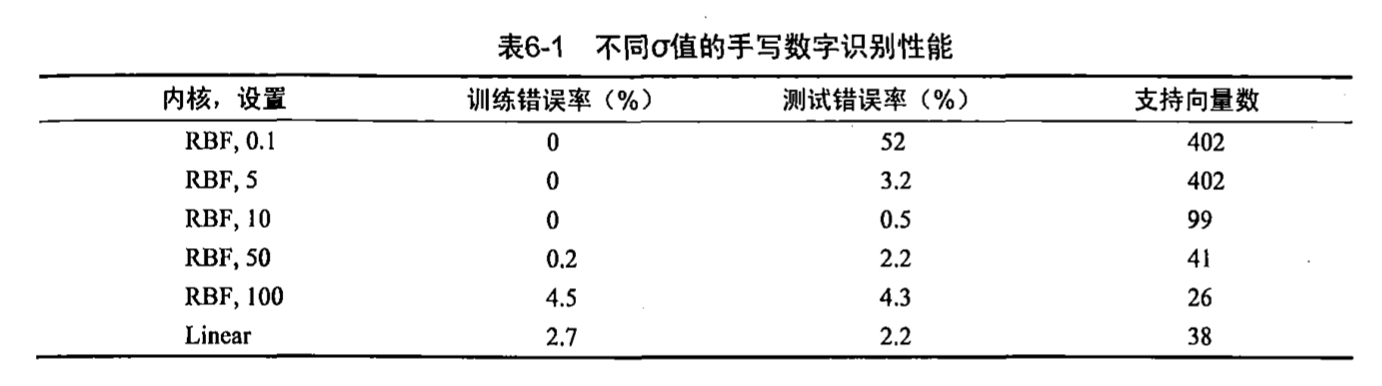 表6-1 不同σ值的手写数字识别性能
内核，设置 训练错误率（%） 测试错误率（%） 支持向量数
RBF, 0.1 0 52 402
RBF, 5 0 3.2 402
RBF, 10 0 0.5 99
RBF, 50 0.2 2.2 41
RBF, 100 4.5 4.3 26
Linear 2.7 2.2 38